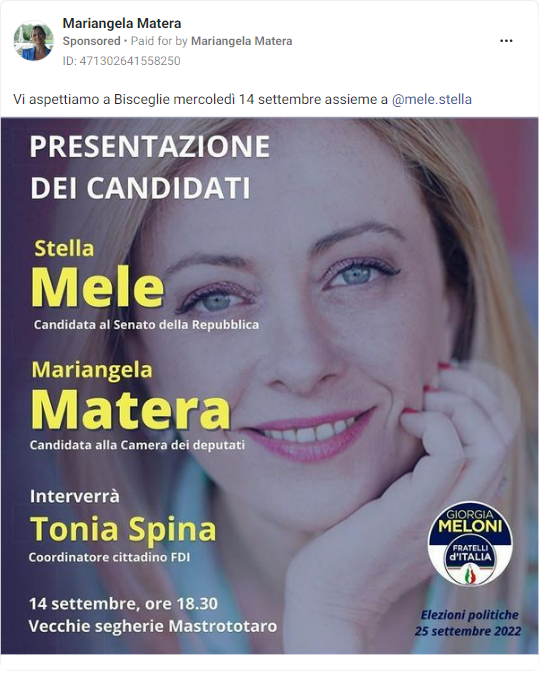 Mariangela Matera
Sponsored • Paid for by Mariangela Matera
ID: 471302641558250
Vi aspettiamo a Bisceglie mercoledì 14 settembre assieme a @mele.stella
PRESENTAZIONE
DEI CANDIDATI
Stella
Mele
Candidata al Senato della Repubblica
Mariangela
Matera
Candidata alla Camera dei deputati
Interverrà
Tonia Spina
Coordinatore cittadino FDI
14 settembre, ore 18.30
Vecchie segherie Mastrototaro
GIORGIA
MELONI
FRATELLI
d'ITALIA
Elezioni politiche
25 settembre 2022